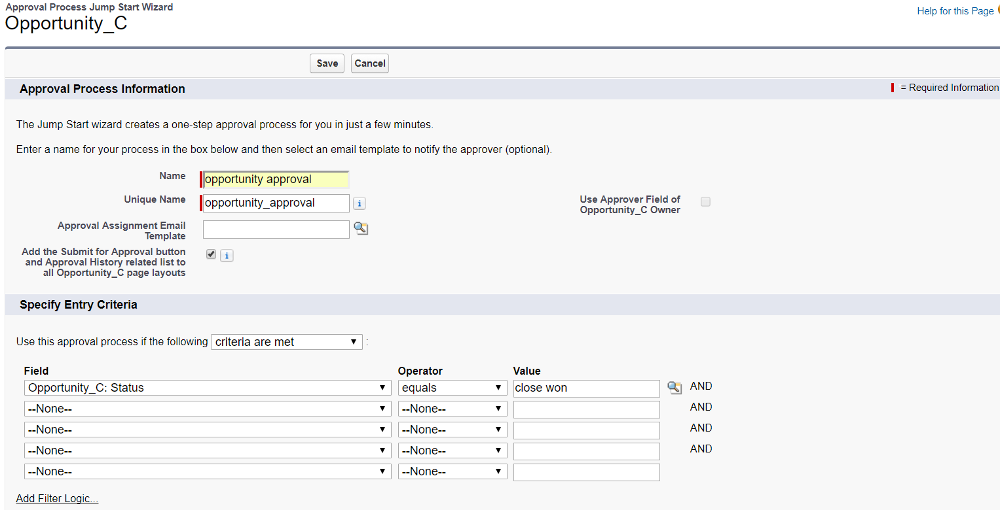 Approval Process Jump Start Wizard
Opportunity_C
Help for this Page
Save Cancel
Approval Process Information
= Required Information
The Jump Start wizard creates a one-step approval process for you in just a few minutes.
Enter a name for your process in the box below and then select an email template to notify the approver (optional).
Name opportunity approval
Unique Name opportunity_approval i
Use Approver Field of
Opportunity_C Owner
Approval Assignment Email
Template
Add the Submit for Approval button
and Approval History related list to
all Opportunity_C page layouts
i
Specify Entry Criteria
Use this approval process if the following criteria are met :
Field Operator Value
Opportunity_C: Status equals close won AND
--None-- --None-- AND
--None-- --None-- AND
--None-- --None-- AND
--None-- --None--
Add Filter Logic...